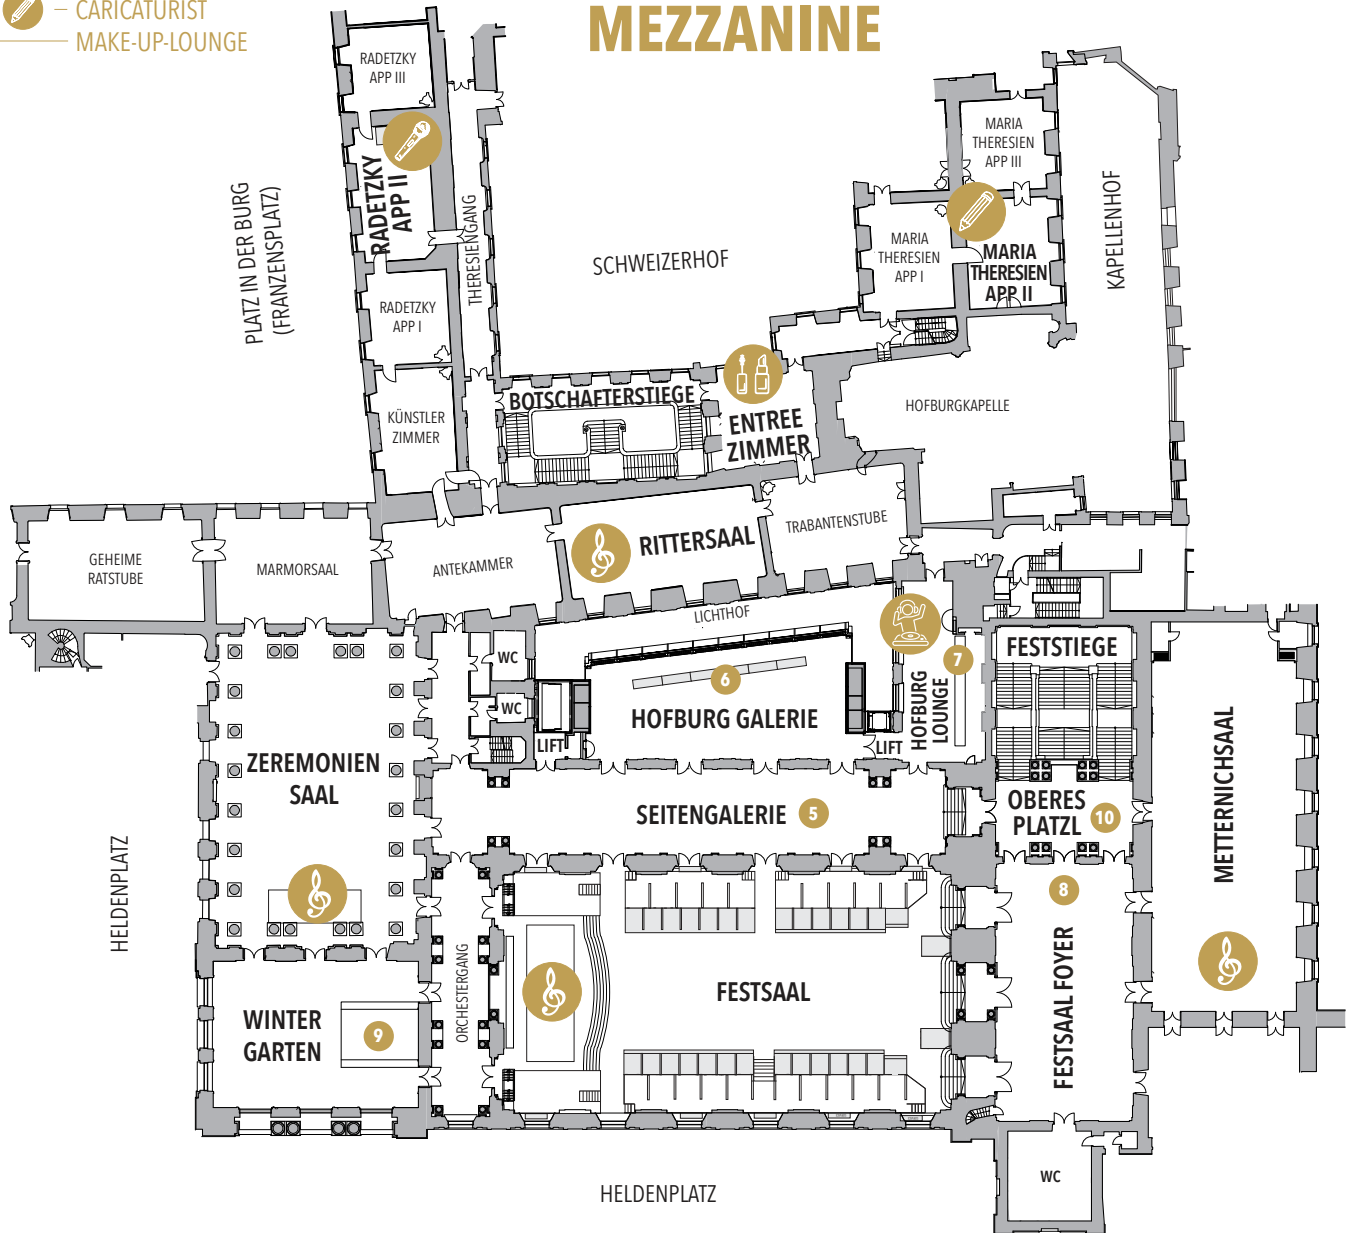 CARICATURIST
MAKE-UP-LOUNGE
MEZZANINE
RADETZKY
APP III
RADETZKY
APP II
THERESIENGANG
PLATZ IN DER BURG
(FRANZENSPLATZ)
RADETZKY
APP I
KÜNSTLER
ZIMMER
SCHWEIZERHOF
MARIA
THERESIEN
APP III
MARIA
THERESIEN
APP I
MARIA
THERESIEN
APP II
KAPELLENHOF
BOTSCHAFTERSTIEGE
ENTREE
ZIMMER
HOFBURGKAPELLE
GEHEIME
RATSTUBE
MARMORSAAL
ANTEKAMMER
RITTERSAAL
TRABANTENSTUBE
LICHTHOF
WC
WC
LIFT
6
HOFBURG GALERIE
LIFT
HOFBURG
LOUNGE
7
FESTSTIEGE
METTERNICHSAAL
ZEREMONIEN
SAAL
SEITENGALERIE 5
OBERES
PLATZL 10
8
HELDENPLATZ
WINTER
GARTEN
9
ORCHESTERGANG
FESTSAAL
FESTSAAL FOYER
WC
HELDENPLATZ